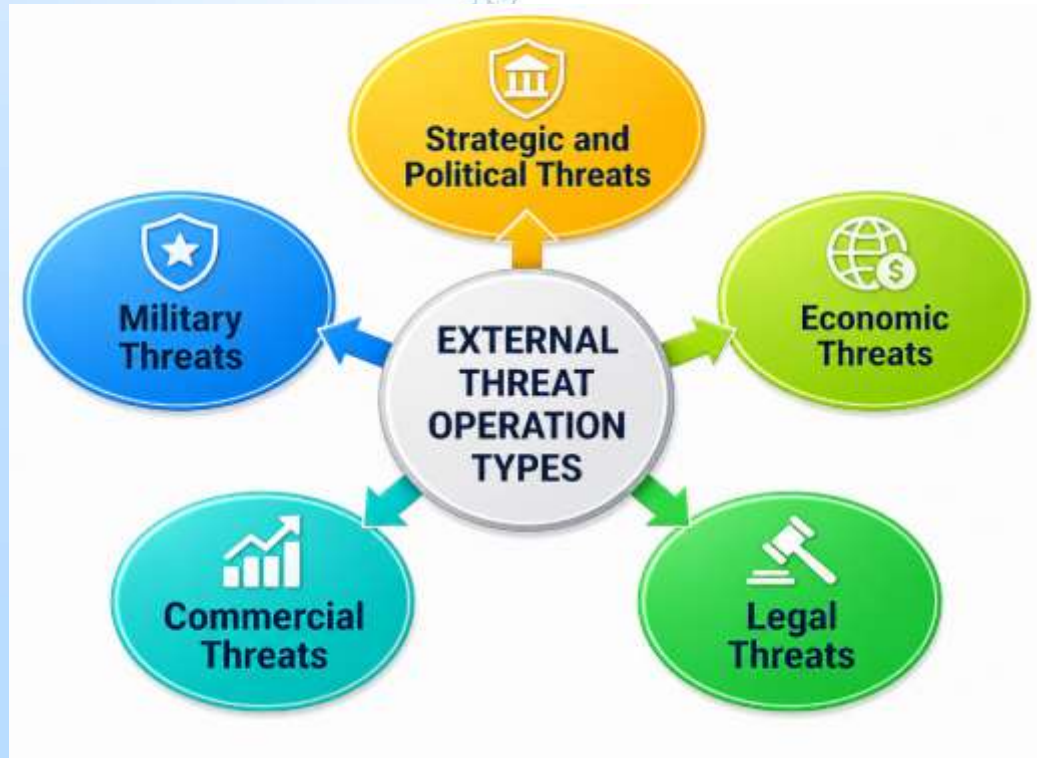 Strategic and
Political Threats
Military
Threats
Economic
Threats
EXTERNAL
THREAT
OPERATION
TYPES
Commercial
Threats
Legal
Threats